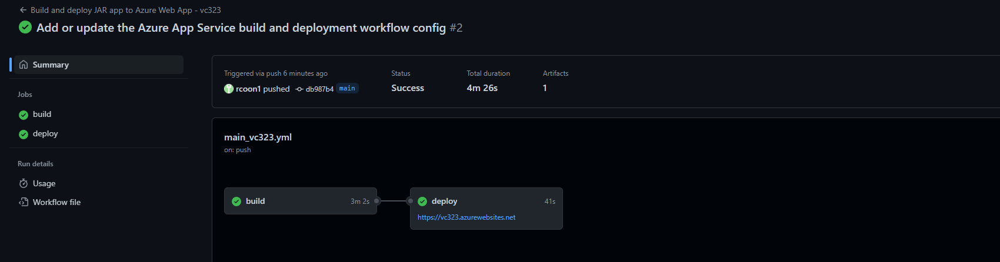 Build and deploy JAR app to Azure Web App - vc323
Add or update the Azure App Service build and deployment workflow config #2
Summary
Jobs
build
deploy
Run details
Usage
Workflow file
Triggered via push 6 minutes ago
rcoon1 pushed db987b4 main
Status
Success
Total duration
4m 26s
Artifacts
1
main_vc323.yml
on: push
build 3m 2s
deploy 41s
https://vc323.azurewebsites.net